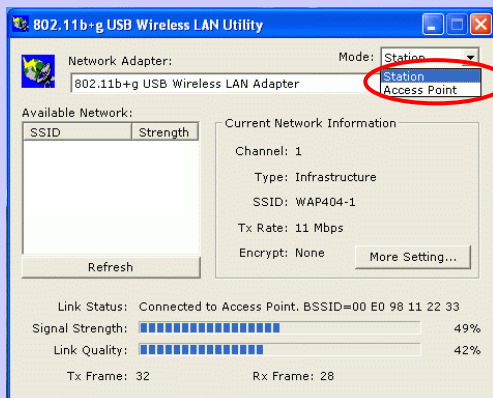 802.11b+g USB Wireless LAN Utility
Network Adapter:
Mode: Station
802.11b+g USB Wireless LAN Adapter
Station
Access Point
Available Network:
SSID Strength
Refresh
Current Network Information
Channel: 1
Type: Infrastructure
SSID: WAP404-1
Tx Rate: 11 Mbps
Encrypt: None
More Setting...
Link Status: Connected to Access Point. BSSID=00 E0 98 11 22 33
Signal Strength: 49%
Link Quality: 42%
Tx Frame: 32 Rx Frame: 28